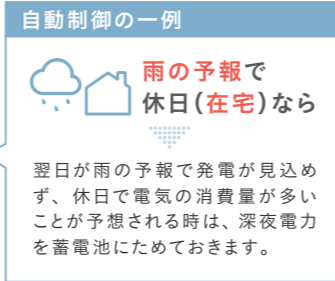 自動制御の一例
雨の予報で
休日(在宅)なら
翌日が雨の予報で発電が見込め
ず、休日で電気の消費量が多い
ことが予想される時は、深夜電力
を蓄電池にためておきます。